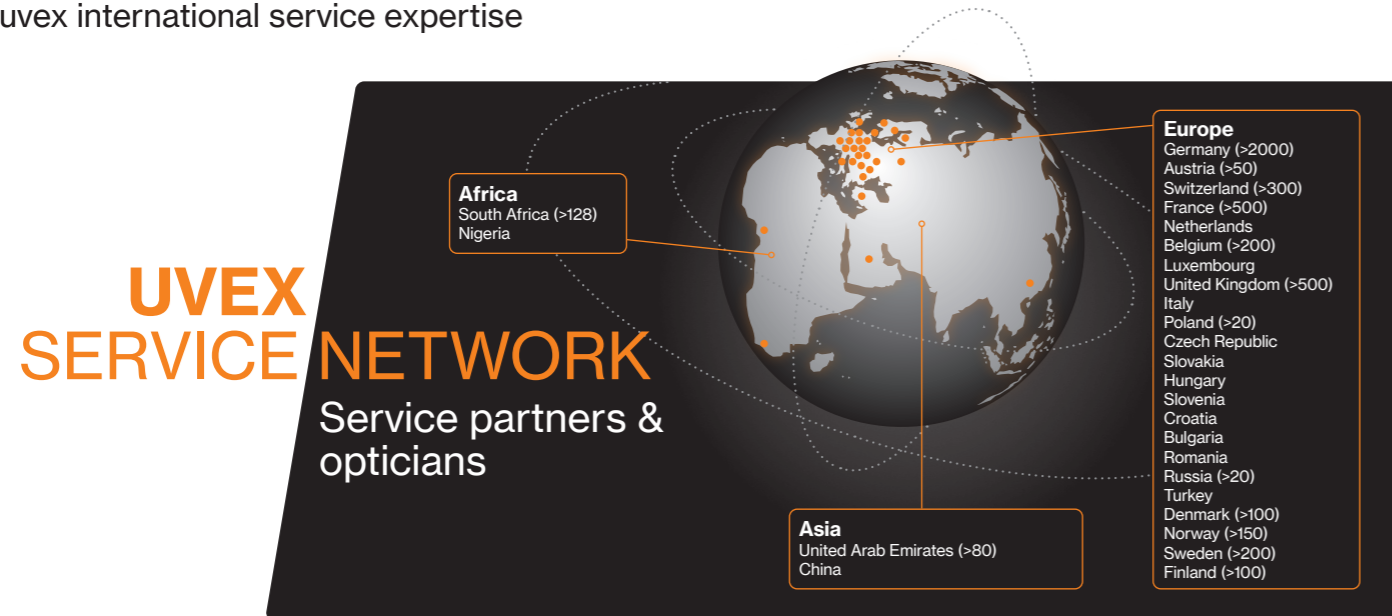 uvex international service expertise
UVEX
SERVICE NETWORK
Service partners &
opticians
Africa
South Africa (>128)
Nigeria
Asia
United Arab Emirates (>80)
China
Europe
Germany (>2000)
Austria (>50)
Switzerland (>300)
France (>500)
Netherlands
Belgium (>200)
Luxembourg
United Kingdom (>500)
Italy
Poland (>20)
Czech Republic
Slovakia
Hungary
Slovenia
Croatia
Bulgaria
Romania
Russia (>20)
Turkey
Denmark (>100)
Norway (>150)
Sweden (>200)
Finland (>100)